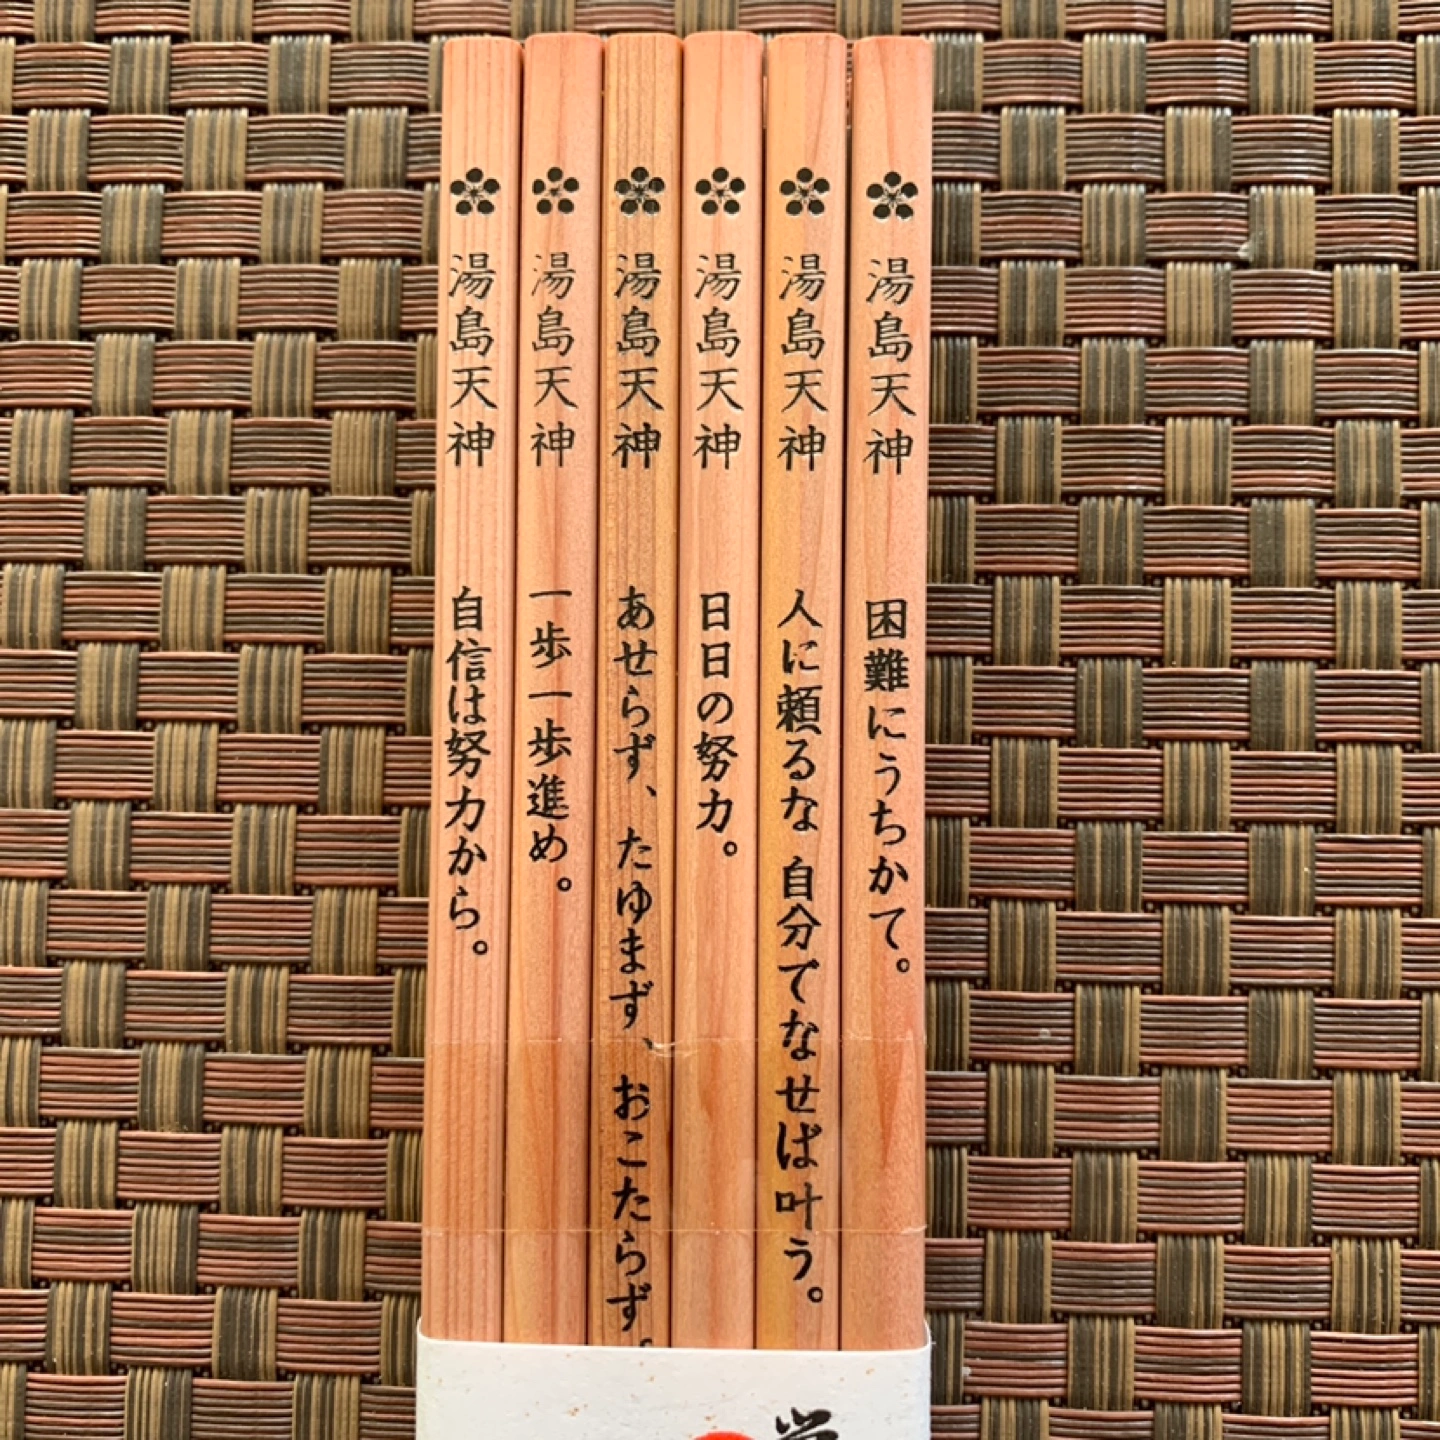 湯島天神 困難にうちかて。
湯島天神 人に頼るな 自分でなせば叶う。
湯島天神 日日の努力。
湯島天神 あせらず、たゆまず、おこたらず。
湯島天神 一歩一歩進め。
湯島天神 自信は努力から。